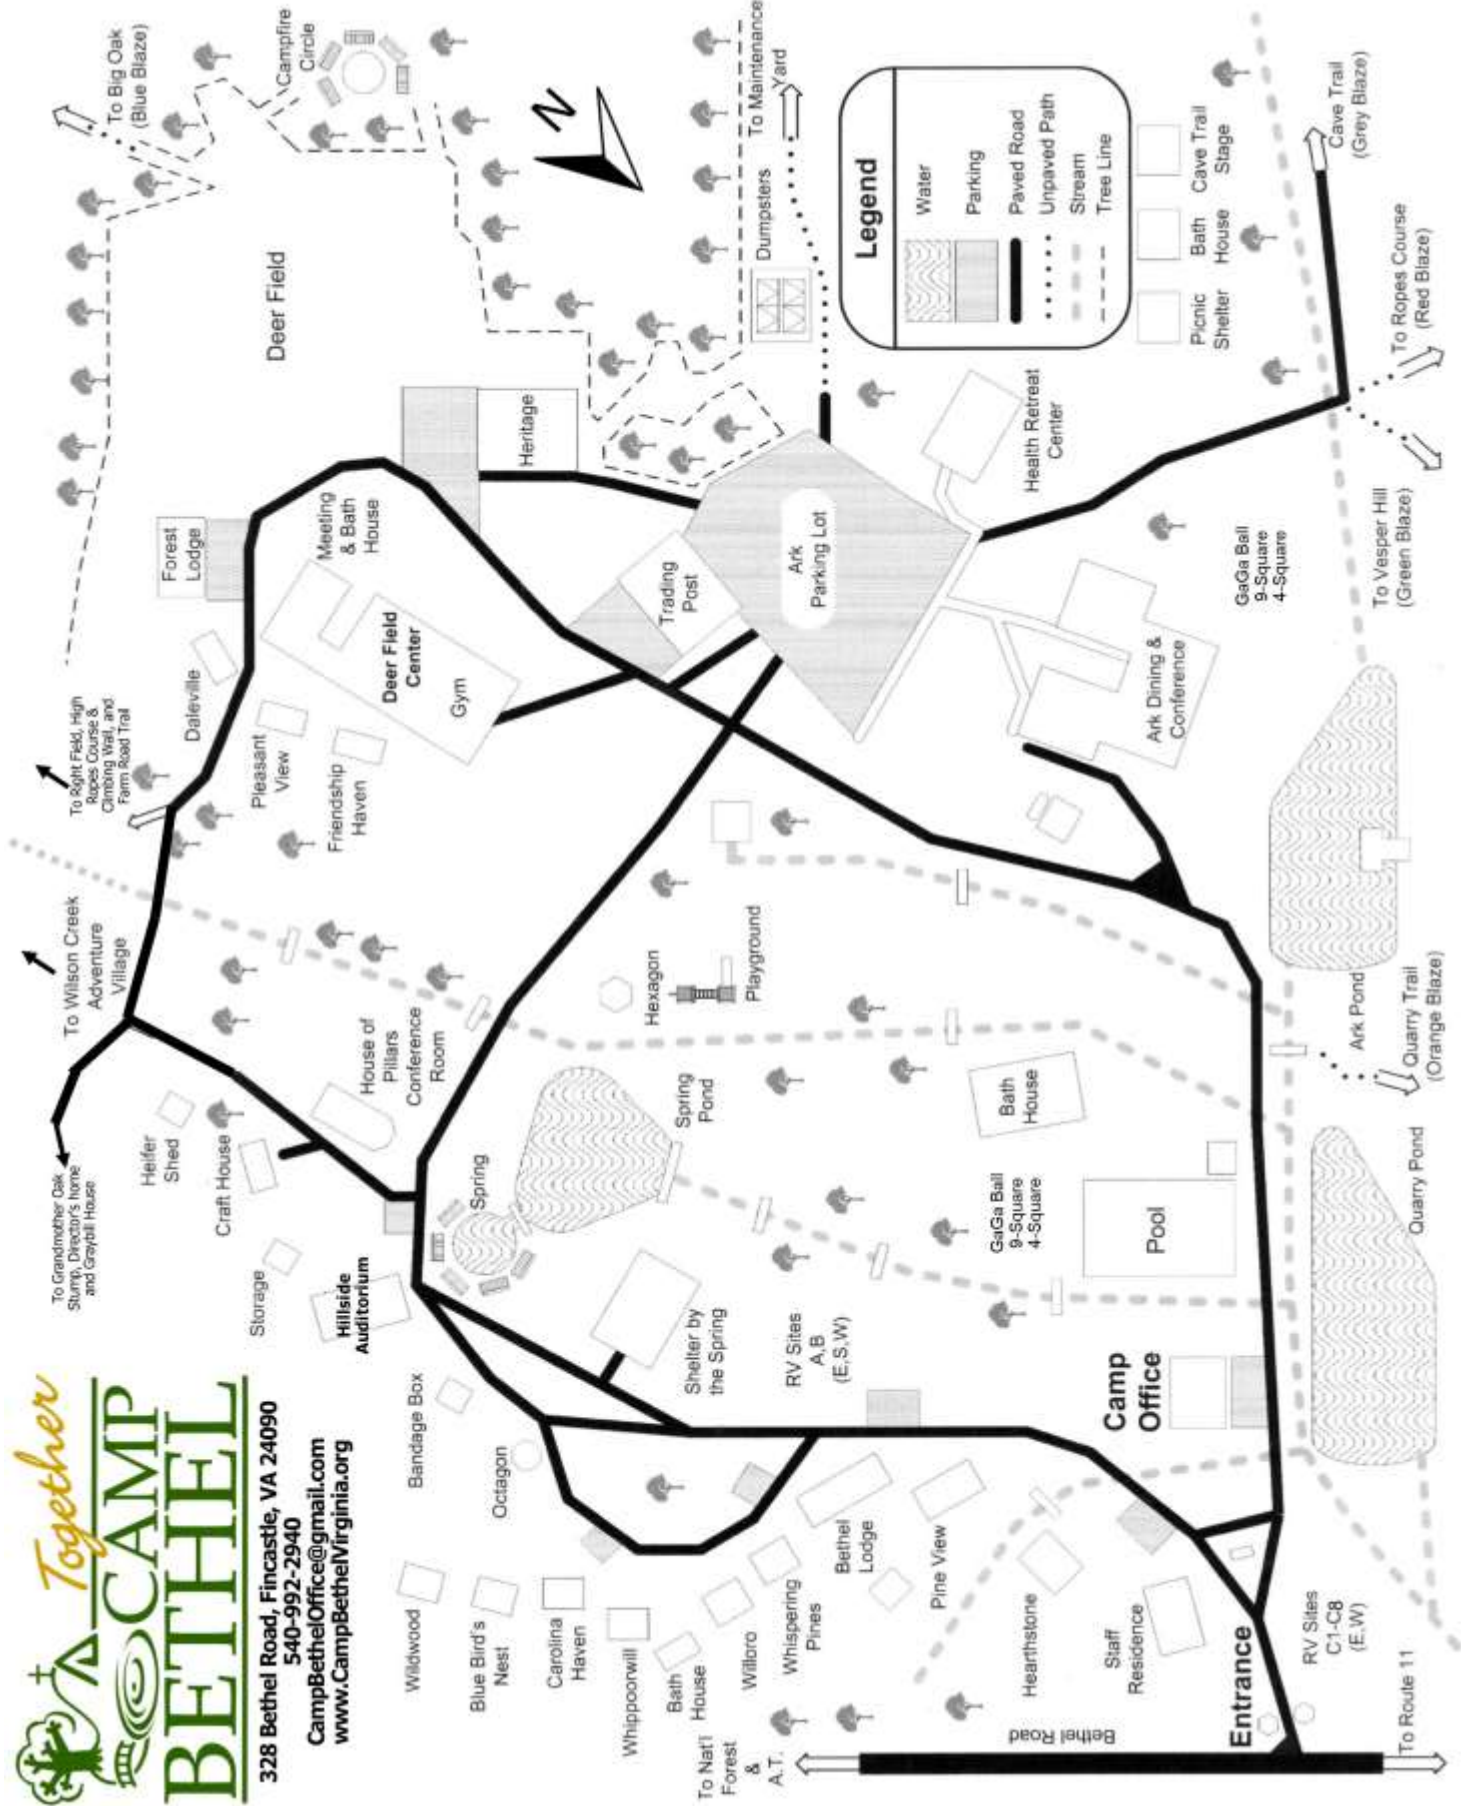 Together
CAMP
BETHEL
328 Bethel Road, Fincastle, VA 24090
540-992-2940
CampBethelOffice@gmail.com
www.CampBethelVirginia.org
To Grandmother Oak
Stump, Director's home
and Graybill House
To Wilson Creek
Adventure
Village
To Right Field, High
Ropes Course &
Climbing Wall, and
Farm Road Trail
To Big Oak
(Blue Blaze)
Campfire
Circle
Deer Field
N
Heifer
Shed
Craft House
Storage
Hillside
Auditorium
House of
Pillars
Conference
Room
Daleville
Pleasant
View
Friendship
Haven
Forest
Lodge
Meeting
& Bath
House
Deer Field
Center
Gym
Heritage
Trading
Post
Ark
Parking Lot
Dumpsters
To Maintenance
Yard
Legend
Water
Parking
Paved Road
Unpaved Path
Stream
Tree Line
Picnic
Shelter
Bath
House
Cave Trail
Stage
Cave Trail
(Grey Blaze)
To Ropes Course
(Red Blaze)
To Vesper Hill
(Green Blaze)
Health Retreat
Center
GaGa Ball
9-Square
4-Square
Ark Dining &
Conference
Hexagon
Playground
Spring
Spring
Pond
Shelter by
the Spring
RV Sites
A,B
(E,S,W)
Bath
House
GaGa Ball
9-Square
4-Square
Pool
Camp
Office
Ark Pond
Quarry Trail
(Orange Blaze)
Quarry Pond
Bandage Box
Octagon
Wildwood
Blue Bird's
Nest
Carolina
Haven
Whippoorwill
Bath
House
Willoro
Whispering
Pines
Bethel
Lodge
Pine View
Hearthstone
Staff
Residence
Entrance
RV Sites
C1-C8
(E,W)
To Nat'l
Forest
&
A.T.
Bethel Road
To Route 11